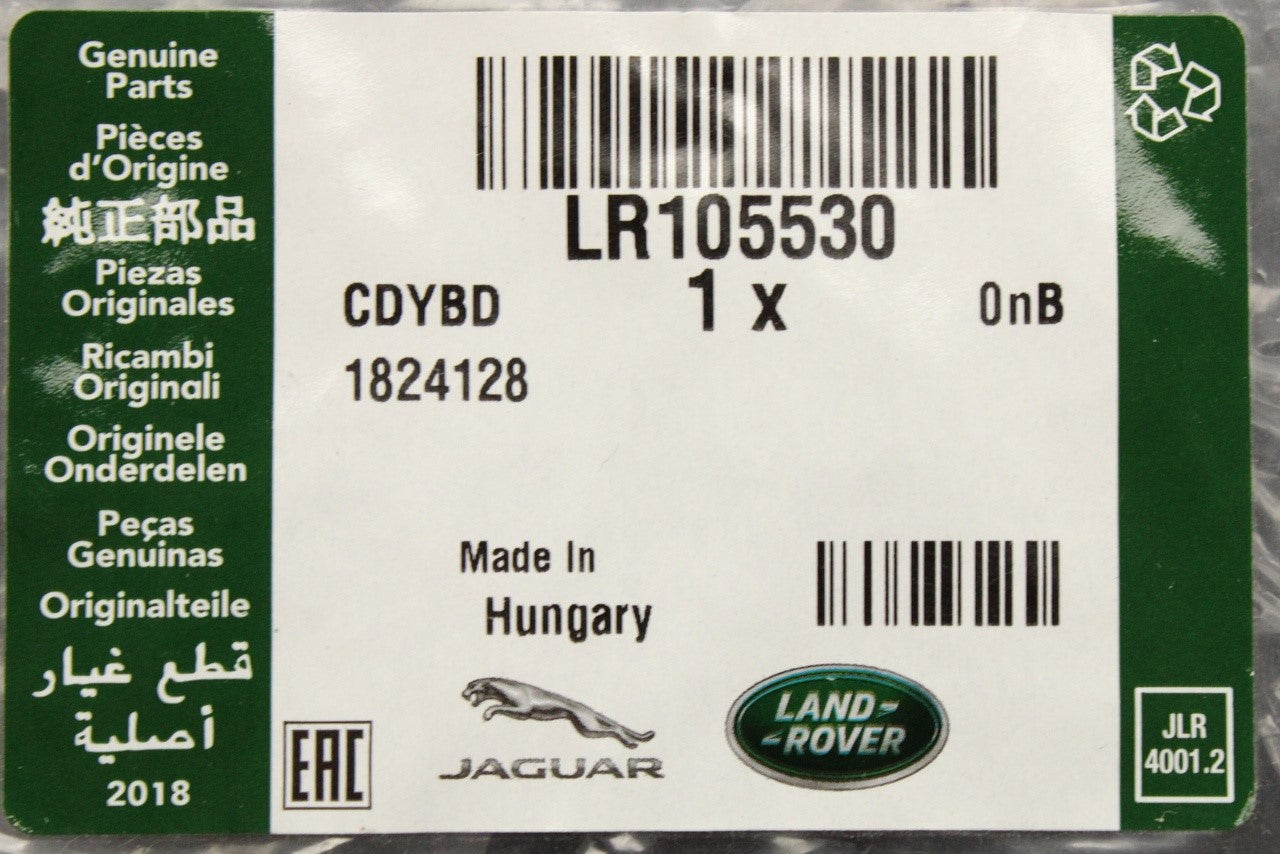 Genuine
Parts
Pièces
d'Origine
純正部品
Piezas
Originales
Ricambi
Originali
Originele
Onderdelen
Peças
Genuinas
Originalteile
قطع غيار
أصلية
2018
LR105530
CDYBD
1 x
0nB
1824128
Made In
Hungary
EAC
JAGUAR
LAND-
-ROVER
JLR
4001.2